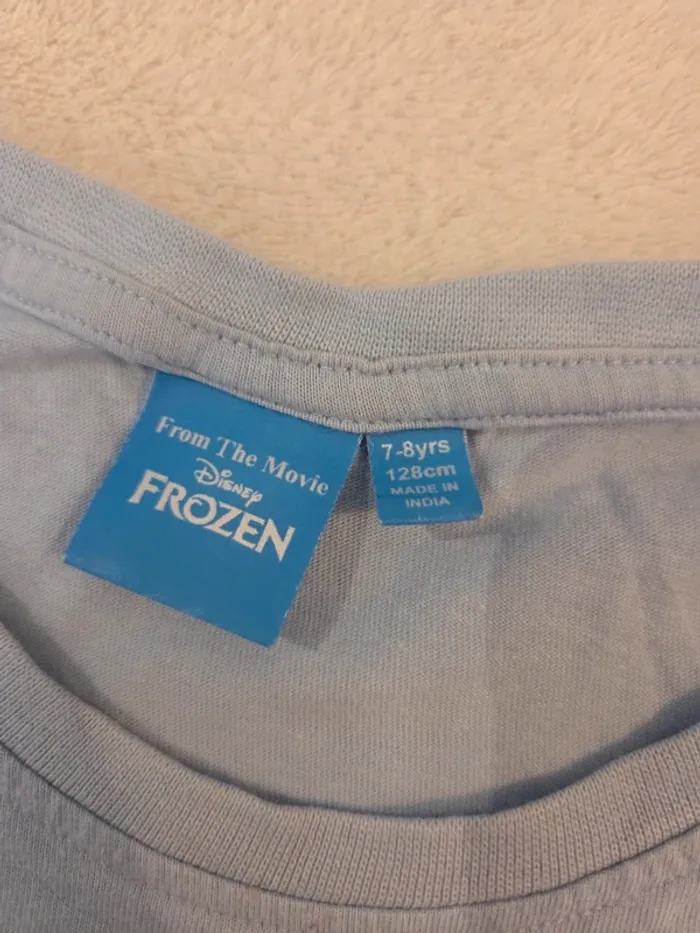 From The Movie
Disney
FROZEN
7-8yrs
128cm
MADE IN
INDIA